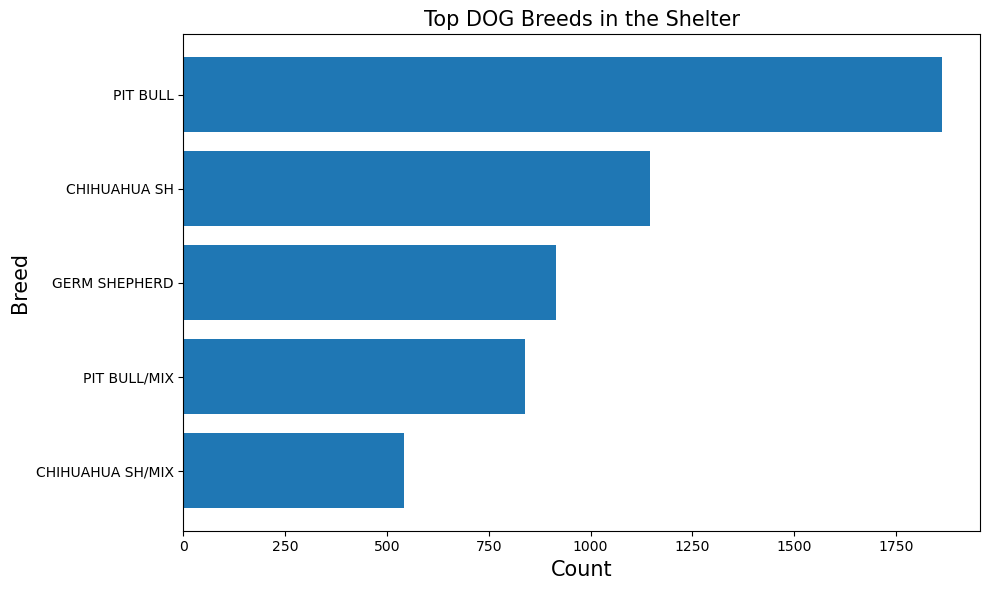 Top DOG Breeds in the Shelter
Breed
PIT BULL
CHIHUAHUA SH
GERM SHEPHERD
PIT BULL/MIX
CHIHUAHUA SH/MIX
0 250 500 750 1000 1250 1500 1750
Count